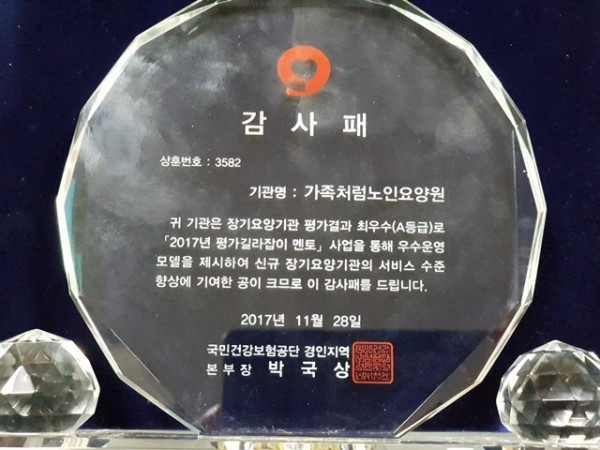 감 사 패
상훈번호 : 3582
기관명 : 가족처럼노인요양원
귀 기관은 장기요양기관 평가결과 최우수(A등급)로
「2017년 평가길라잡이 멘토」 사업을 통해 우수운영
모델을 제시하여 신규 장기요양기관의 서비스 수준
향상에 기여한 공이 크므로 이 감사패를 드립니다.
2017년 11월 28일
국민건강보험공단 경인지역
본 부 장 박 국 상